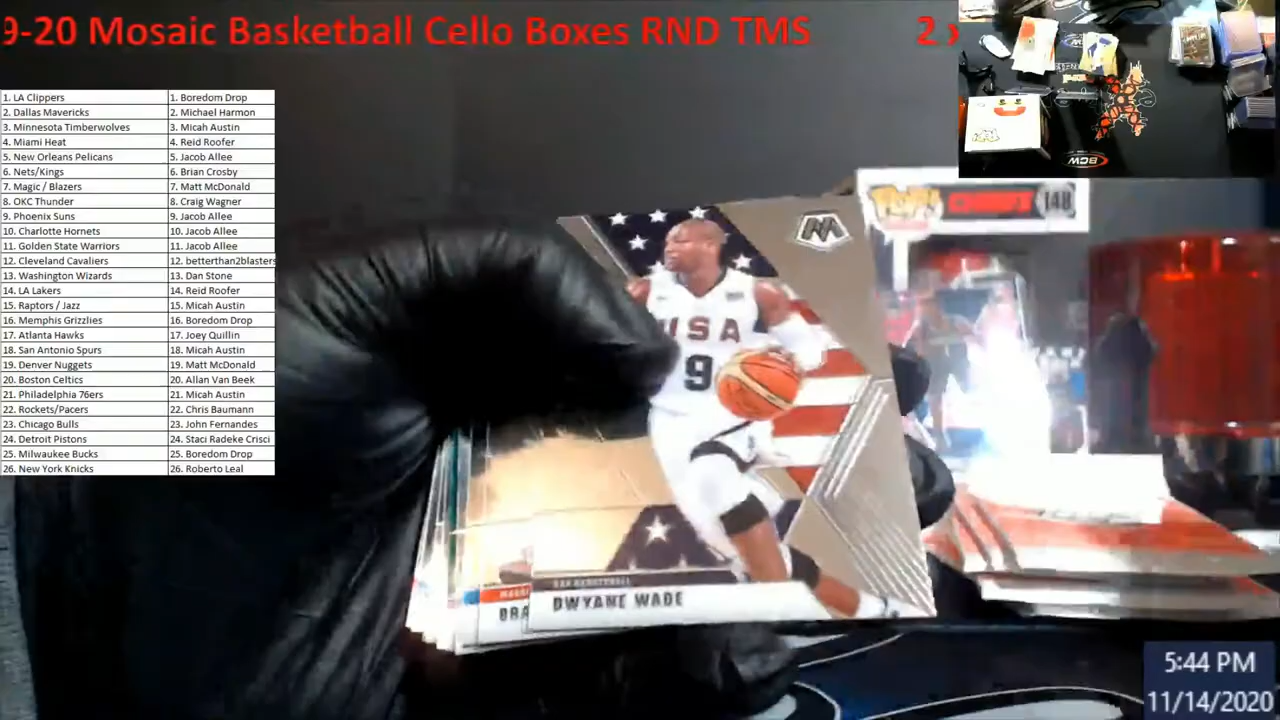 9-20 Mosaic Basketball Cello Boxes RND TMS 2 x
1. LA Clippers 1. Boredom Drop
2. Dallas Mavericks 2. Michael Harmon
3. Minnesota Timberwolves 3. Micah Austin
4. Miami Heat 4. Reid Roofer
5. New Orleans Pelicans 5. Jacob Allee
6. Nets/Kings 6. Brian Crosby
7. Magic / Blazers 7. Matt McDonald
8. OKC Thunder 8. Craig Wagner
9. Phoenix Suns 9. Jacob Allee
10. Charlotte Hornets 10. Jacob Allee
11. Golden State Warriors 11. Jacob Allee
12. Cleveland Cavaliers 12. betterthan2blasters
13. Washington Wizards 13. Dan Stone
14. LA Lakers 14. Reid Roofer
15. Raptors / Jazz 15. Micah Austin
16. Memphis Grizzlies 16. Boredom Drop
17. Atlanta Hawks 17. Joey Quillin
18. San Antonio Spurs 18. Micah Austin
19. Denver Nuggets 19. Matt McDonald
20. Boston Celtics 20. Allan Van Beek
21. Philadelphia 76ers 21. Micah Austin
22. Rockets/Pacers 22. Chris Baumann
23. Chicago Bulls 23. John Fernandes
24. Detroit Pistons 24. Staci Radeke Crisci
25. Milwaukee Bucks 25. Boredom Drop
26. New York Knicks 26. Roberto Leal
BCW
POP!
148
USA
9
USA BASKETBALL
DWYANE WADE
DRA
5:44 PM
11/14/2020